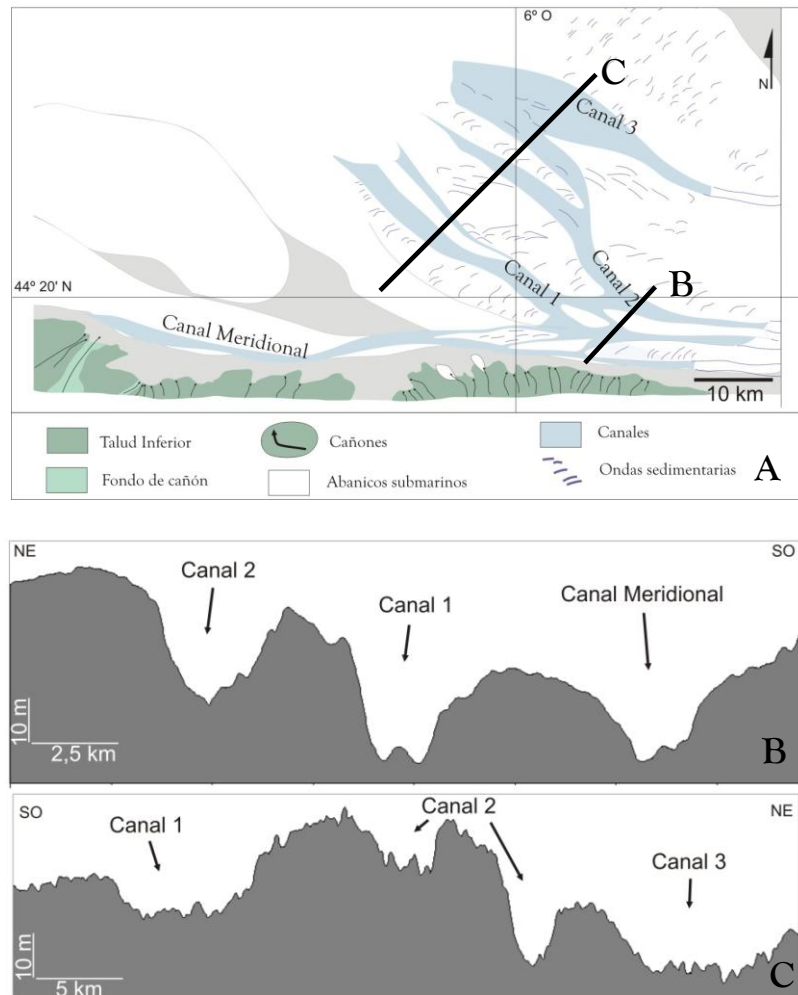 6º O
C
N
Canal 3
B
44º 20' N
Canal 1
Canal 2
Canal Meridional
10 km
Talud Inferior
Cañones
Canales
Fondo de cañón
Abanicos submarinos
Ondas sedimentarias
A
NE
SO
Canal 2
Canal 1
Canal Meridional
10 m
2,5 km
B
SO
NE
Canal 1
Canal 2
Canal 3
10 m
5 km
C